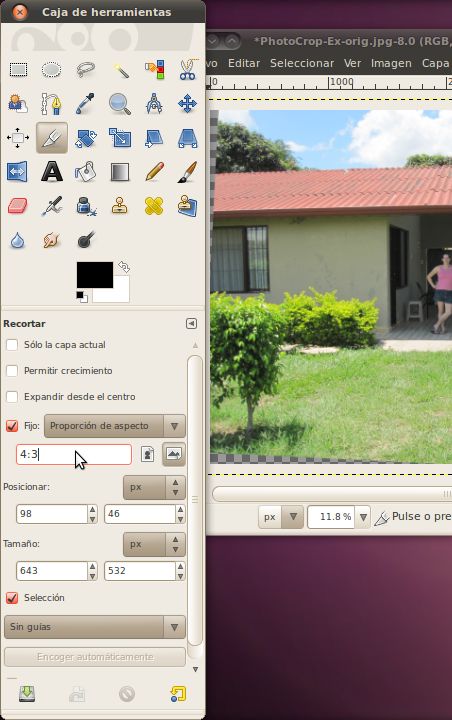 Caja de herramientas
*PhotoCrop-Ex-orig.jpg-8.0 (RGB,
Editar Seleccionar Ver Imagen Capa
0 1000
Recortar
Sólo la capa actual
Permitir crecimiento
Expandir desde el centro
Fijo: Proporción de aspecto
4:3
Posicionar: px
98 46
Tamaño: px
643 532
Selección
Sin guías
Encoger automáticamente
px 11.8 % Pulse o pre